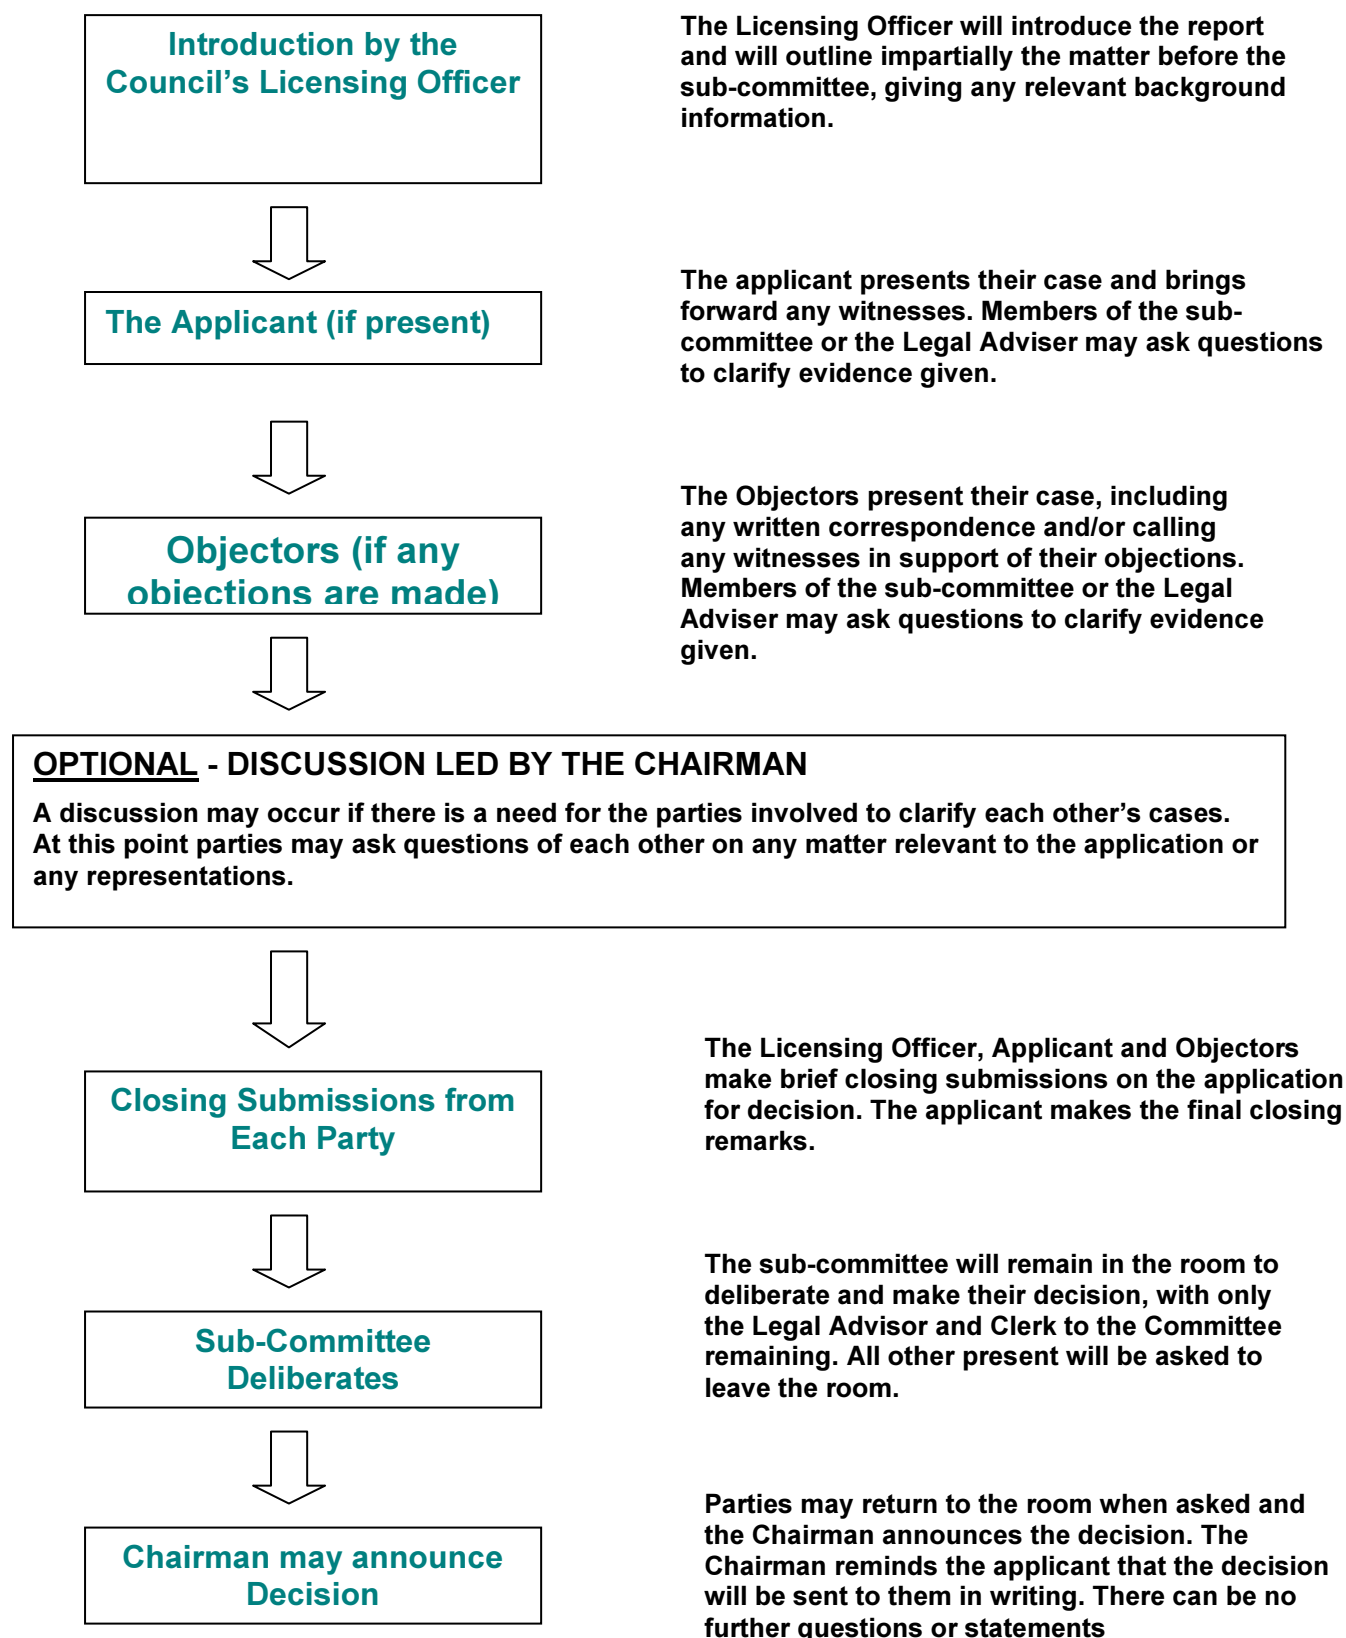 Introduction by the
Council’s Licensing Officer
The Licensing Officer will introduce the report
and will outline impartially the matter before the
sub-committee, giving any relevant background
information.
The Applicant (if present)
The applicant presents their case and brings
forward any witnesses. Members of the sub-
committee or the Legal Adviser may ask questions
to clarify evidence given.
Objectors (if any
objections are made)
The Objectors present their case, including
any written correspondence and/or calling
any witnesses in support of their objections.
Members of the sub-committee or the Legal
Adviser may ask questions to clarify evidence
given.
OPTIONAL - DISCUSSION LED BY THE CHAIRMAN
A discussion may occur if there is a need for the parties involved to clarify each other’s cases.
At this point parties may ask questions of each other on any matter relevant to the application or
any representations.
Closing Submissions from
Each Party
The Licensing Officer, Applicant and Objectors
make brief closing submissions on the application
for decision. The applicant makes the final closing
remarks.
Sub-Committee
Deliberates
The sub-committee will remain in the room to
deliberate and make their decision, with only
the Legal Advisor and Clerk to the Committee
remaining. All other present will be asked to
leave the room.
Chairman may announce
Decision
Parties may return to the room when asked and
the Chairman announces the decision. The
Chairman reminds the applicant that the decision
will be sent to them in writing. There can be no
further questions or statements